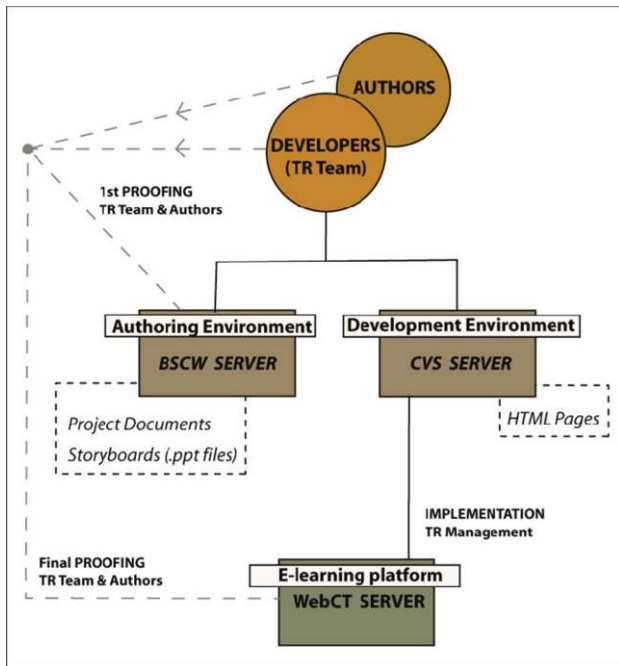 AUTHORS
DEVELOPERS
(TR Team)
1st PROOFING
TR Team & Authors
Authoring Environment
BSCW SERVER
Development Environment
CVS SERVER
Project Documents
Storyboards (.ppt files)
HTML Pages
IMPLEMENTATION
TR Management
Final PROOFING
TR Team & Authors
E-learning platform
WebCT SERVER